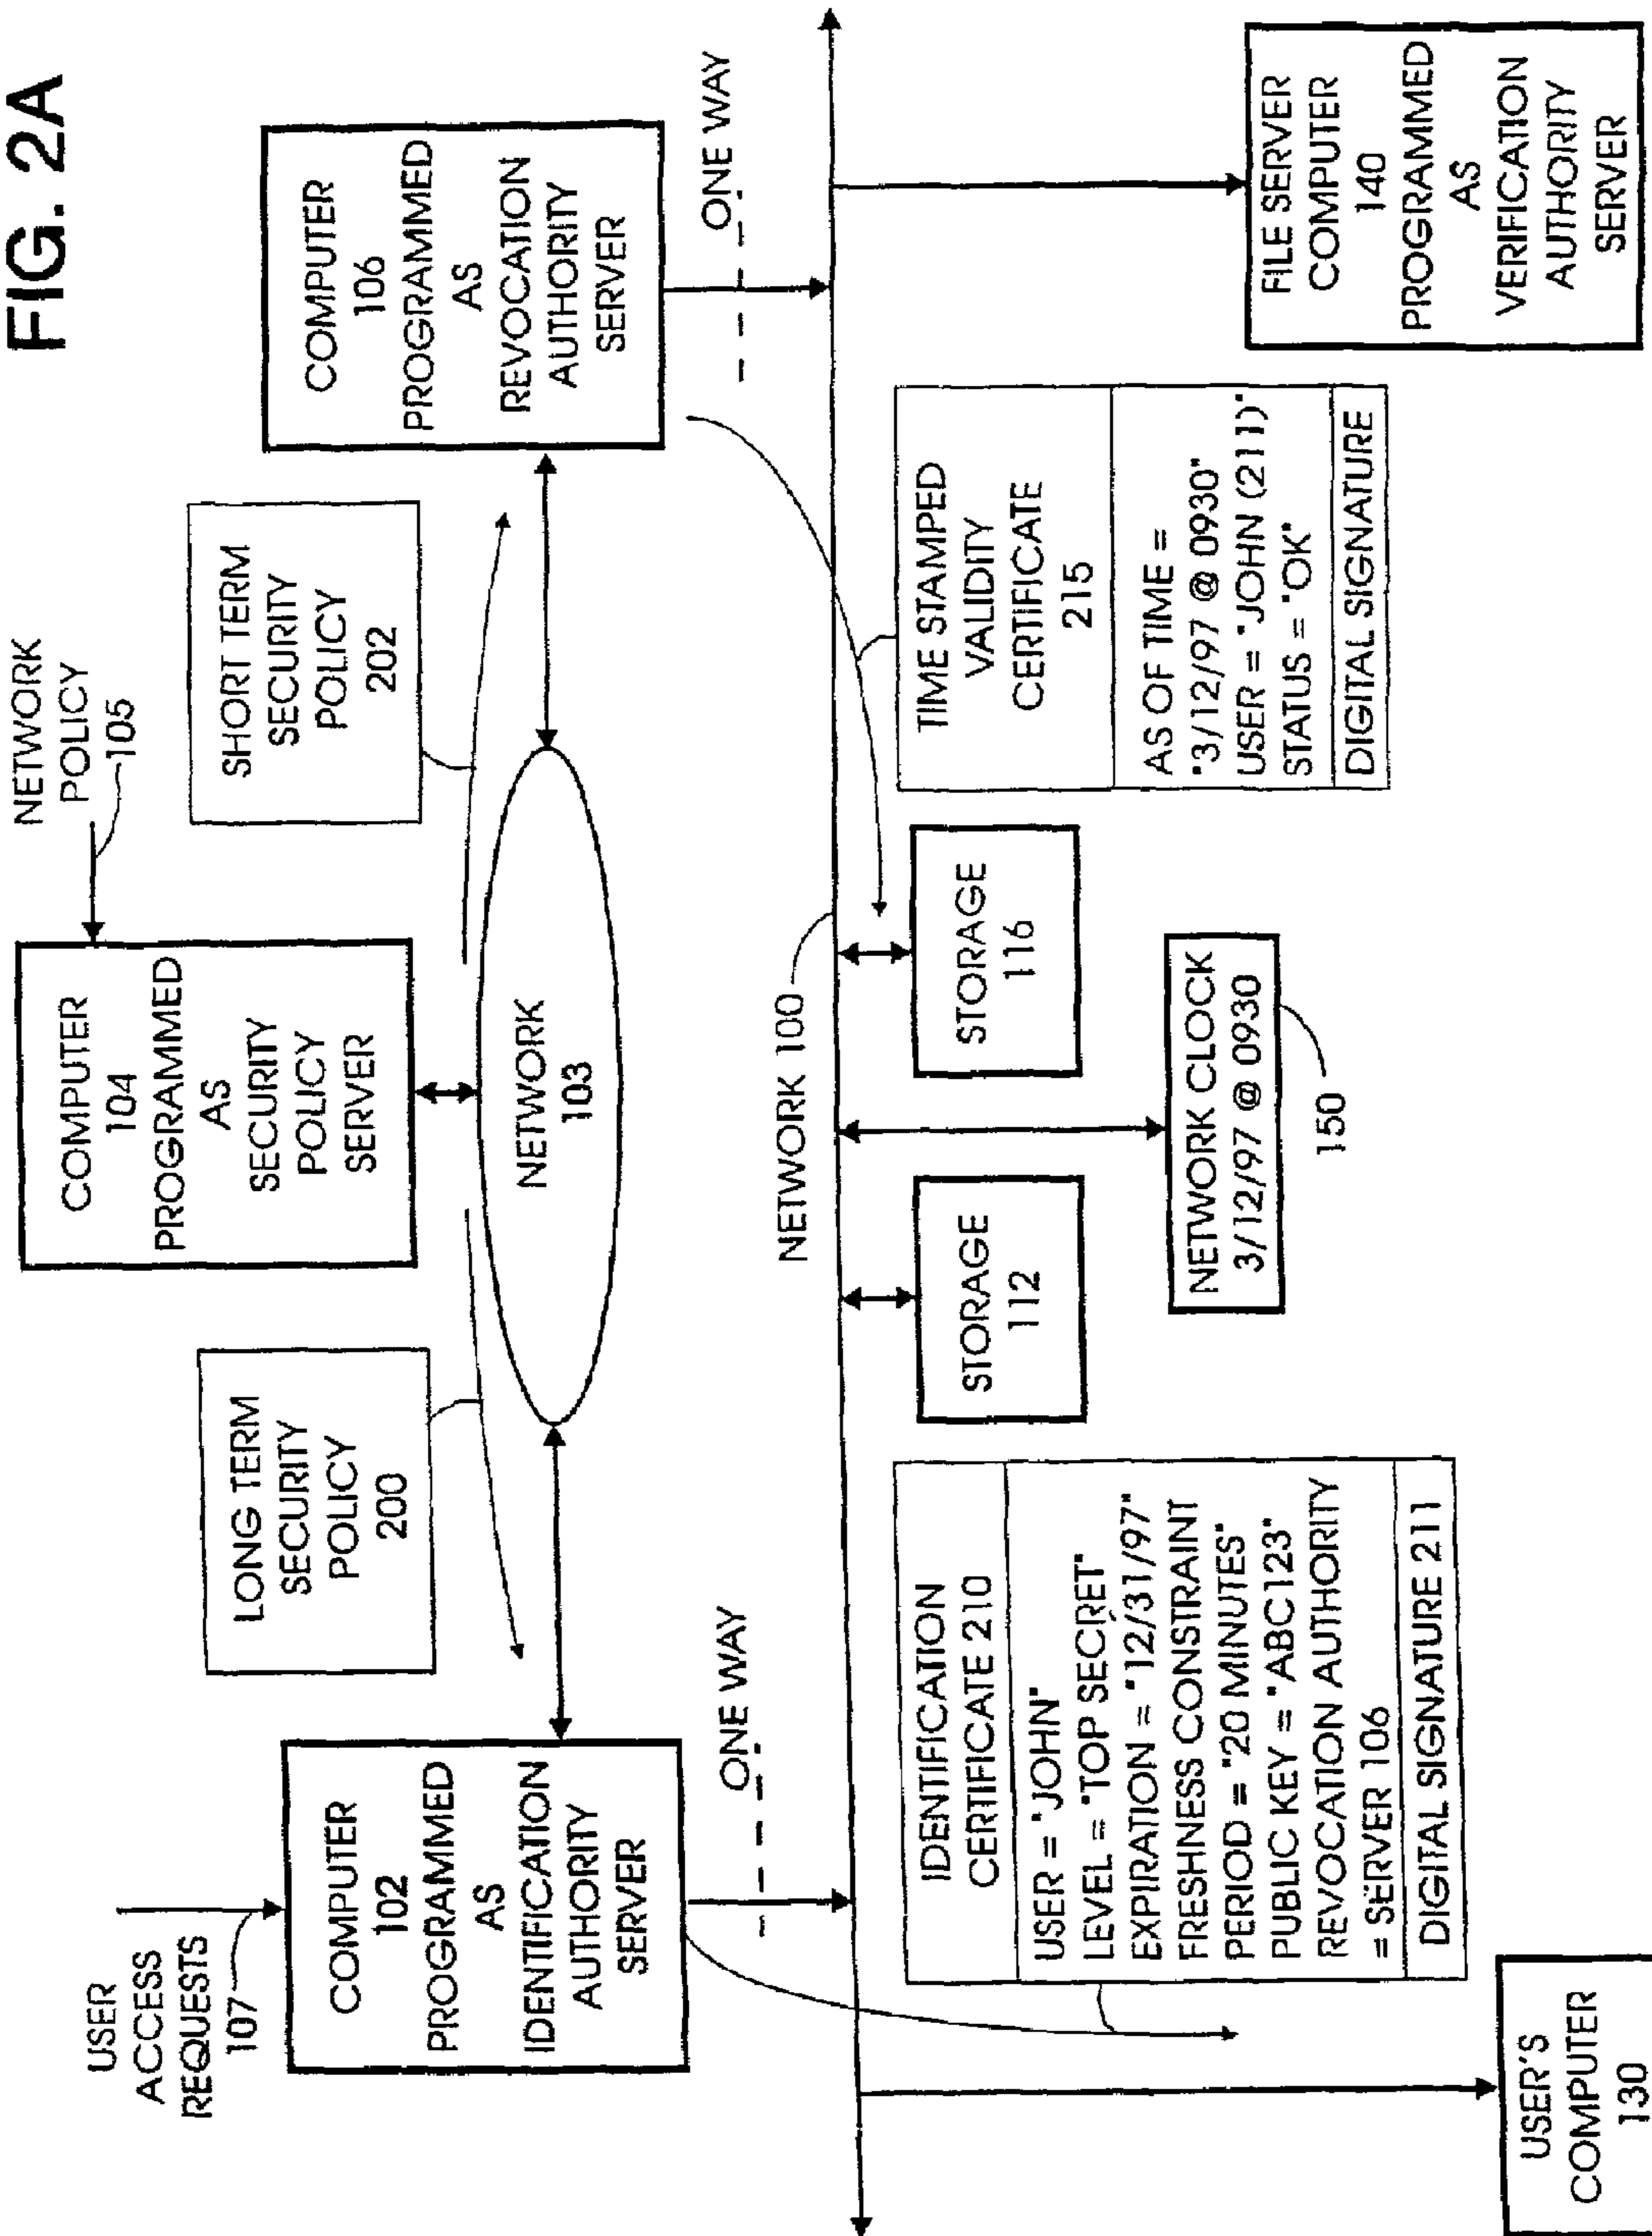 FIG. 2A
USER
ACCESS
REQUESTS
107
COMPUTER
102
PROGRAMMED
AS
IDENTIFICATION
AUTHORITY
SERVER
LONG TERM
SECURITY
POLICY
200
COMPUTER
104
PROGRAMMED
AS
SECURITY
POLICY
SERVER
NETWORK
POLICY
105
NETWORK
103
SHORT TERM
SECURITY
POLICY
202
COMPUTER
106
PROGRAMMED
AS
REVOCATION
AUTHORITY
SERVER
ONE WAY
ONE WAY
NETWORK 100
USER'S
COMPUTER
130
IDENTIFICATION
CERTIFICATE 210
USER = "JOHN"
LEVEL = "TOP SECRET"
EXPIRATION = "12/31/97"
FRESHNESS CONSTRAINT
PERIOD = "20 MINUTES"
PUBLIC KEY = "ABC123"
REVOCATION AUTHORITY
= SERVER 106
DIGITAL SIGNATURE 211
STORAGE
112
STORAGE
116
NETWORK CLOCK
3/12/97 @ 0930
150
TIME STAMPED
VALIDITY
CERTIFICATE
215
AS OF TIME =
"3/12/97 @ 0930"
USER = "JOHN (211)"
STATUS = "OK"
DIGITAL SIGNATURE
FILE SERVER
COMPUTER
140
PROGRAMMED
AS
VERIFICATION
AUTHORITY
SERVER